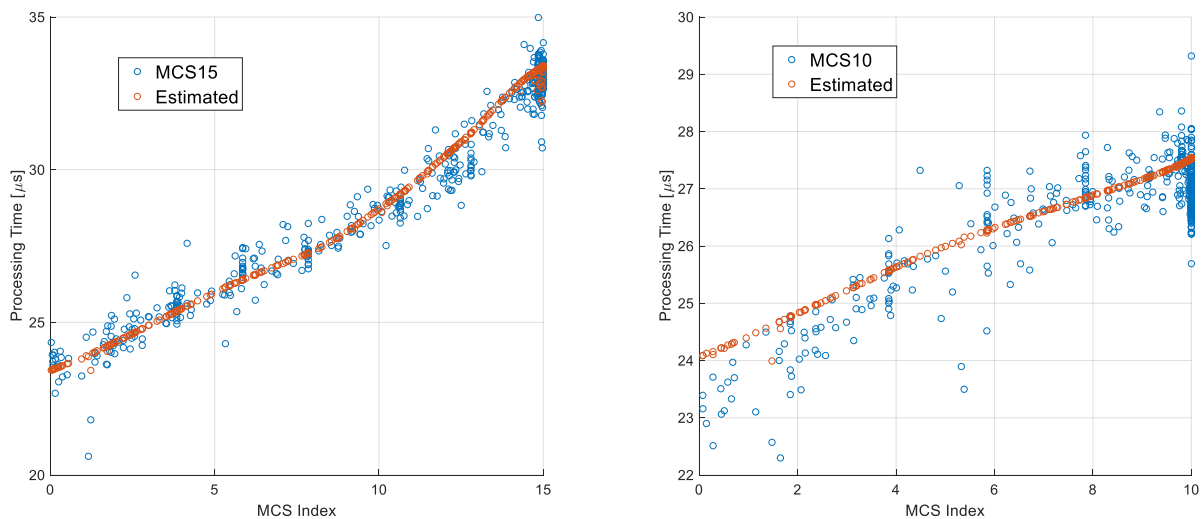 35
30
25
20
0
5
10
15
Processing Time [μs]
MCS Index
MCS15
Estimated
30
29
28
27
26
25
24
23
22
0
2
4
6
8
10
Processing Time [μs]
MCS Index
MCS10
Estimated